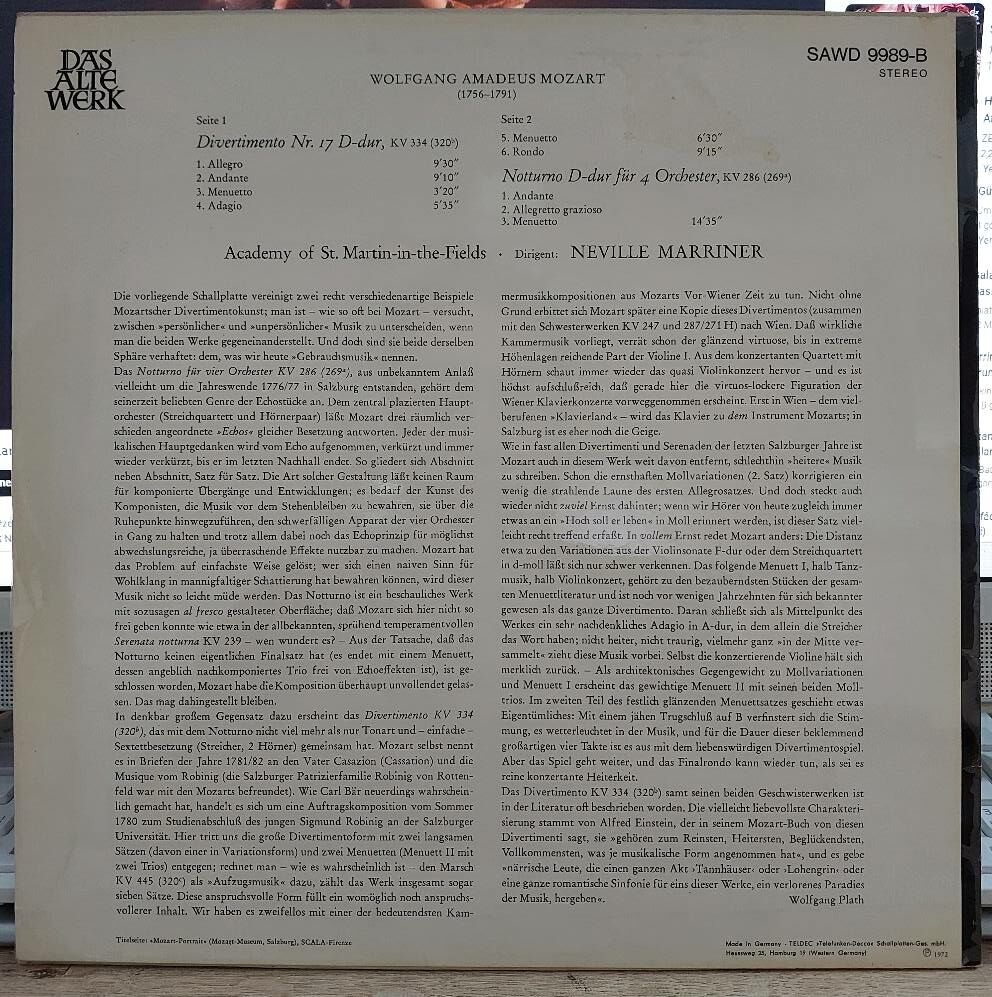 DAS
ALTE
WERK
SAWD 9989-B
STEREO
WOLFGANG AMADEUS MOZART
(1756–1791)
Seite 1
Divertimento Nr. 17 D-dur, KV 334 (320ᵇ)
1. Allegro 9'30"
2. Andante 9'10"
3. Menuetto 3'20"
4. Adagio 5'35"
Seite 2
5. Menuetto 6'30"
6. Rondo 9'15"
Notturno D-dur für 4 Orchester, KV 286 (269ᵃ)
1. Andante
2. Allegretto grazioso
3. Menuetto 14'35"
Academy of St. Martin-in-the-Fields · Dirigent: NEVILLE MARRINER
Die vorliegende Schallplatte vereinigt zwei recht verschiedenartige Beispiele
Mozartscher Divertimentokunst; man ist – wie so oft bei Mozart – versucht,
zwischen »persönlicher« und »unpersönlicher« Musik zu unterscheiden, wenn
man die beiden Werke gegeneinanderstellt. Und doch sind sie beide derselben
Sphäre verhaftet: dem, was wir heute »Gebrauchsmusik« nennen.
Das Notturno für vier Orchester KV 286 (269ᵃ), aus unbekanntem Anlaß
vielleicht um die Jahreswende 1776/77 in Salzburg entstanden, gehört dem
seinerzeit beliebten Genre der Echostücke an. Dem zentral plazierten Haupt-
orchester (Streichquartett und Hörnerpaar) läßt Mozart drei räumlich ver-
schieden angeordnete »Echos« gleicher Besetzung antworten. Jeder der musi-
kalischen Hauptgedanken wird vom Echo aufgenommen, verkürzt und immer
wieder verkürzt, bis er im letzten Nachhall endet. So gliedert sich Abschnitt
neben Abschnitt, Satz für Satz. Die Art solcher Gestaltung läßt keinen Raum
für komponierte Übergänge und Entwicklungen; es bedarf der Kunst des
Komponisten, die Musik vor dem Stehenbleiben zu bewahren, sie über die
Ruhepunkte hinwegzuführen, den schwerfälligen Apparat der vier Orchester
in Gang zu halten und trotz allem dabei noch das Echoprinzip für möglichst
abwechslungsreiche, ja überraschende Effekte nutzbar zu machen. Mozart hat
das Problem auf einfachste Weise gelöst; wer sich einen naiven Sinn für
Wohlklang in mannigfaltiger Schattierung hat bewahren können, wird dieser
Musik nicht so leicht müde werden. Das Notturno ist ein beschauliches Werk
mit sozusagen al fresco gestalteter Oberfläche; daß Mozart sich hier nicht so
frei geben konnte wie etwa in der allbekannten, sprühend temperamentvollen
Serenata notturna KV 239 – wen wundert es? – Aus der Tatsache, daß das
Notturno keinen eigentlichen Finalsatz hat (es endet mit einem Menuett,
dessen angeblich nachkomponiertes Trio frei von Echoeffekten ist), ist ge-
schlossen worden, Mozart habe die Komposition überhaupt unvollendet gelas-
sen. Das mag dahingestellt bleiben.
In denkbar großem Gegensatz dazu erscheint das Divertimento KV 334
(320ᵇ), das mit dem Notturno nicht viel mehr als nur Tonart und – einfache –
Sextettbesetzung (Streicher, 2 Hörner) gemeinsam hat. Mozart selbst nennt
es in Briefen der Jahre 1781/82 an den Vater Casazion (Cassation) und die
Musique vom Robinig (die Salzburger Patrizierfamilie Robinig von Rotten-
feld war mit den Mozarts befreundet). Wie Carl Bär neuerdings wahrschein-
lich gemacht hat, handelt es sich um eine Auftragskomposition vom Sommer
1780 zum Studienabschluß des jungen Sigmund Robinig an der Salzburger
Universität. Hier tritt uns die große Divertimentoform mit zwei langsamen
Sätzen (davon einer in Variationsform) und zwei Menuetten (Menuett II mit
zwei Trios) entgegen; rechnet man – wie es wahrscheinlich ist – den Marsch
KV 445 (320ᶜ) als »Aufzugsmusik« dazu, zählt das Werk insgesamt sogar
sieben Sätze. Diese anspruchsvolle Form füllt ein womöglich noch anspruchs-
vollerer Inhalt. Wir haben es zweifellos mit einer der bedeutendsten Kam-
mermusikkompositionen aus Mozarts Vor-Wiener Zeit zu tun. Nicht ohne
Grund erbittet sich Mozart später eine Kopie dieses Divertimentos (zusammen
mit den Schwesterwerken KV 247 und 287/271 H) nach Wien. Daß wirkliche
Kammermusik vorliegt, verrät schon der glänzend virtuose, bis in extreme
Höhenlagen reichende Part der Violine I. Aus dem konzertanten Quartett mit
Hörnern schaut immer wieder das quasi Violinkonzert hervor – und es ist
höchst aufschlußreich, daß gerade hier die virtuos-lockere Figuration der
Wiener Klavierkonzerte vorweggenommen erscheint. Erst in Wien – dem viel-
berufenen »Klavierland« – wird das Klavier zu dem Instrument Mozarts; in
Salzburg ist es eher noch die Geige.
Wie in fast allen Divertimenti und Serenaden der letzten Salzburger Jahre ist
Mozart auch in diesem Werk weit davon entfernt, schlechthin »heitere« Musik
zu schreiben. Schon die ernsthaften Mollvariationen (2. Satz) korrigieren ein
wenig die strahlende Laune des ersten Allegrosatzes. Und doch steckt auch
wieder nicht zuviel Ernst dahinter; wenn wir Hörer von heute zugleich immer
etwas an ein »Hoch soll er leben« in Moll erinnert werden, ist dieser Satz viel-
leicht recht treffend erfaßt. In vollem Ernst redet Mozart anders: Die Distanz
etwa zu den Variationen aus der Violinsonate F-dur oder dem Streichquartett
in d-moll läßt sich nur schwer verkennen. Das folgende Menuett I, halb Tanz-
musik, halb Violinkonzert, gehört zu den bezauberndsten Stücken der gesam-
ten Menuettliteratur und ist noch vor wenigen Jahrzehnten für sich bekannter
gewesen als das ganze Divertimento. Daran schließt sich als Mittelpunkt des
Werkes ein sehr nachdenkliches Adagio in A-dur, in dem allein die Streicher
das Wort haben; nicht heiter, nicht traurig, vielmehr ganz »in der Mitte ver-
sammelt« zieht diese Musik vorbei. Selbst die konzertierende Violine hält sich
merklich zurück. – Als architektonisches Gegengewicht zu Mollvariationen
und Menuett I erscheint das gewichtige Menuett II mit seinen beiden Moll-
trios. Im zweiten Teil des festlich glänzenden Menuettsatzes geschieht etwas
Eigentümliches: Mit einem jähen Trugschluß auf B verfinstert sich die Stim-
mung, es wetterleuchtet in der Musik, und für die Dauer dieser beklemmend
großartigen vier Takte ist es aus mit dem liebenswürdigen Divertimentospiel.
Aber das Spiel geht weiter, und das Finalrondo kann wieder tun, als sei es
reine konzertante Heiterkeit.
Das Divertimento KV 334 (320ᵇ) samt seinen beiden Geschwisterwerken ist
in der Literatur oft beschrieben worden. Die vielleicht liebevollste Charakteri-
sierung stammt von Alfred Einstein, der in seinem Mozart-Buch von diesen
Divertimenti sagt, sie »gehören zum Reinsten, Heitersten, Beglückendsten,
Vollkommensten, was je musikalische Form angenommen hat«, und es gebe
»närrische Leute, die einen ganzen Akt ›Tannhäuser‹ oder ›Lohengrin‹ oder
eine ganze romantische Sinfonie für eins dieser Werke, ein verlorenes Paradies
der Musik, hergeben«. Wolfgang Plath
Titelseite: »Mozart-Portrait« (Mozart-Museum, Salzburg), SCALA-Firenze
Made in Germany · TELDEC »Telefunken-Decca« Schallplatten-Ges. mbH.
Heussweg 25, Hamburg 19 (Western Germany) ℗ 1972